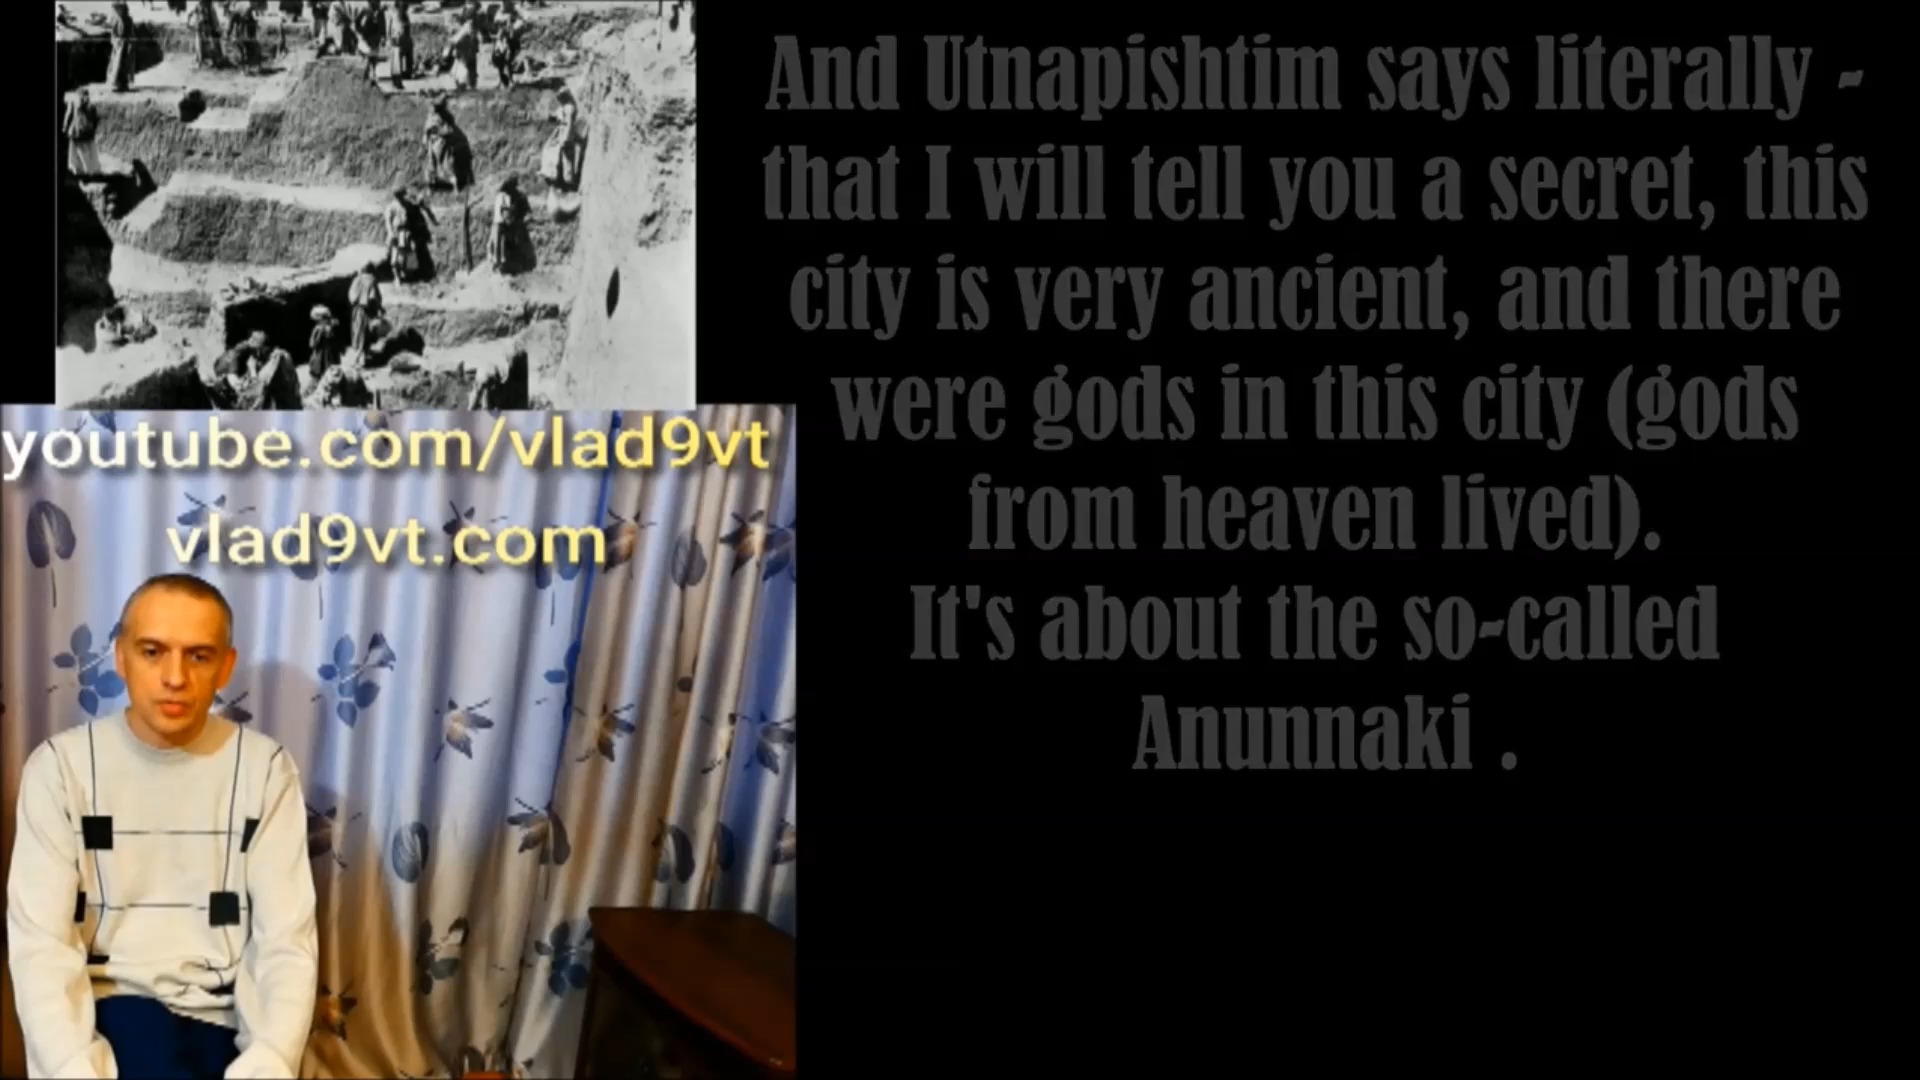 And Utnapishtim says literally -
that I will tell you a secret, this
city is very ancient, and there
were gods in this city (gods
from heaven lived).
It's about the so-called
Anunnaki .
youtube.com/vlad9vt
vlad9vt.com